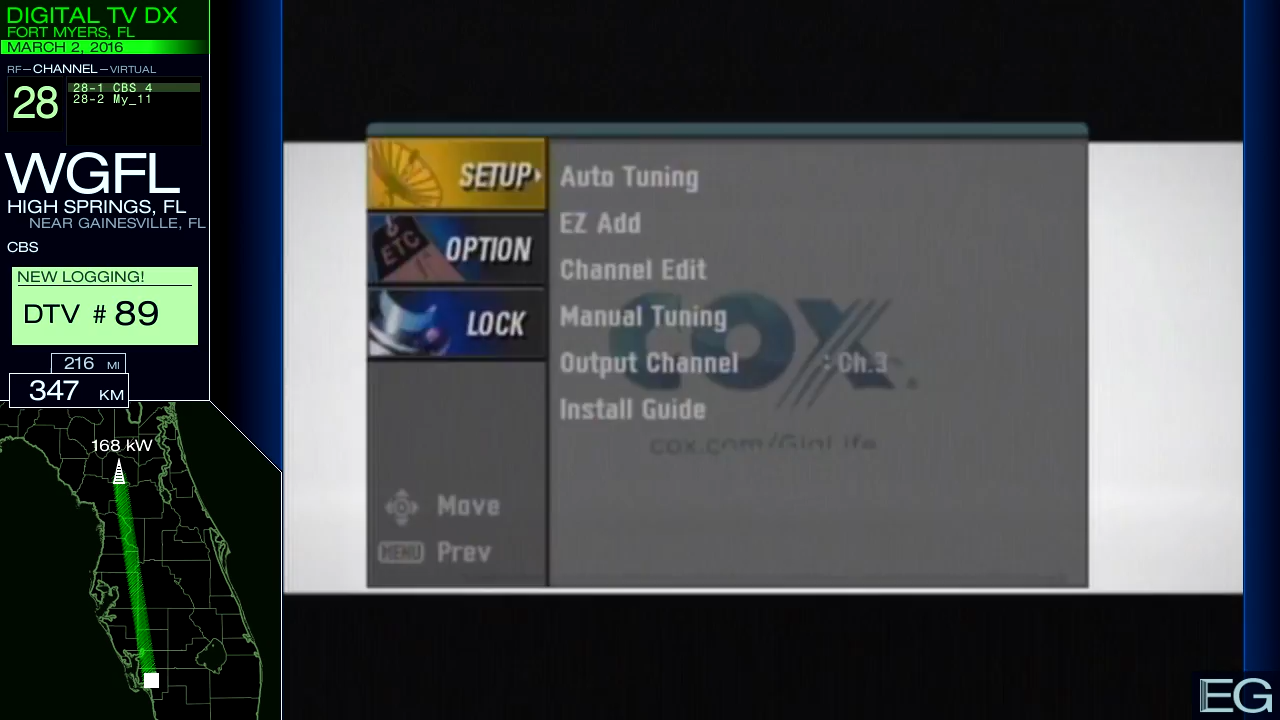 DIGITAL TV DX
FORT MYERS, FL
MARCH 2, 2016
RF—CHANNEL—VIRTUAL
28
28-1 CBS 4
28-2 My_11
WGFL
HIGH SPRINGS, FL
NEAR GAINESVILLE, FL
CBS
NEW LOGGING!
DTV # 89
216 MI
347 KM
168 kW
SETUP
ETC
OPTION
LOCK
Move
MENU Prev
Auto Tuning
EZ Add
Channel Edit
Manual Tuning
Output Channel : Ch.3
Install Guide
cox.
cox.com/GigLife
EG